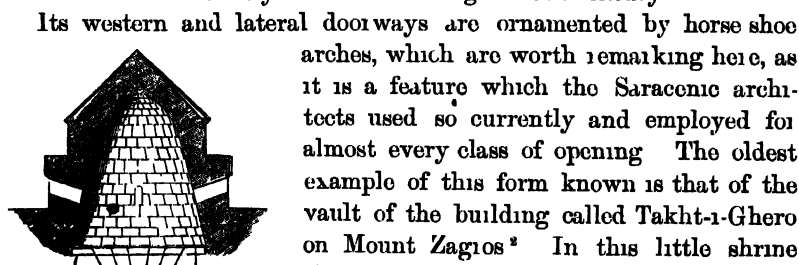 Its western and lateral doorways are ornamented by horse shoe
arches, which are worth remarking here, as
it is a feature which the Saracenic archi-
tects used so currently and employed for
almost every class of opening The oldest
example of this form known is that of the
vault of the building called Takht-i-Ghero
on Mount Zagros² In this little shrine